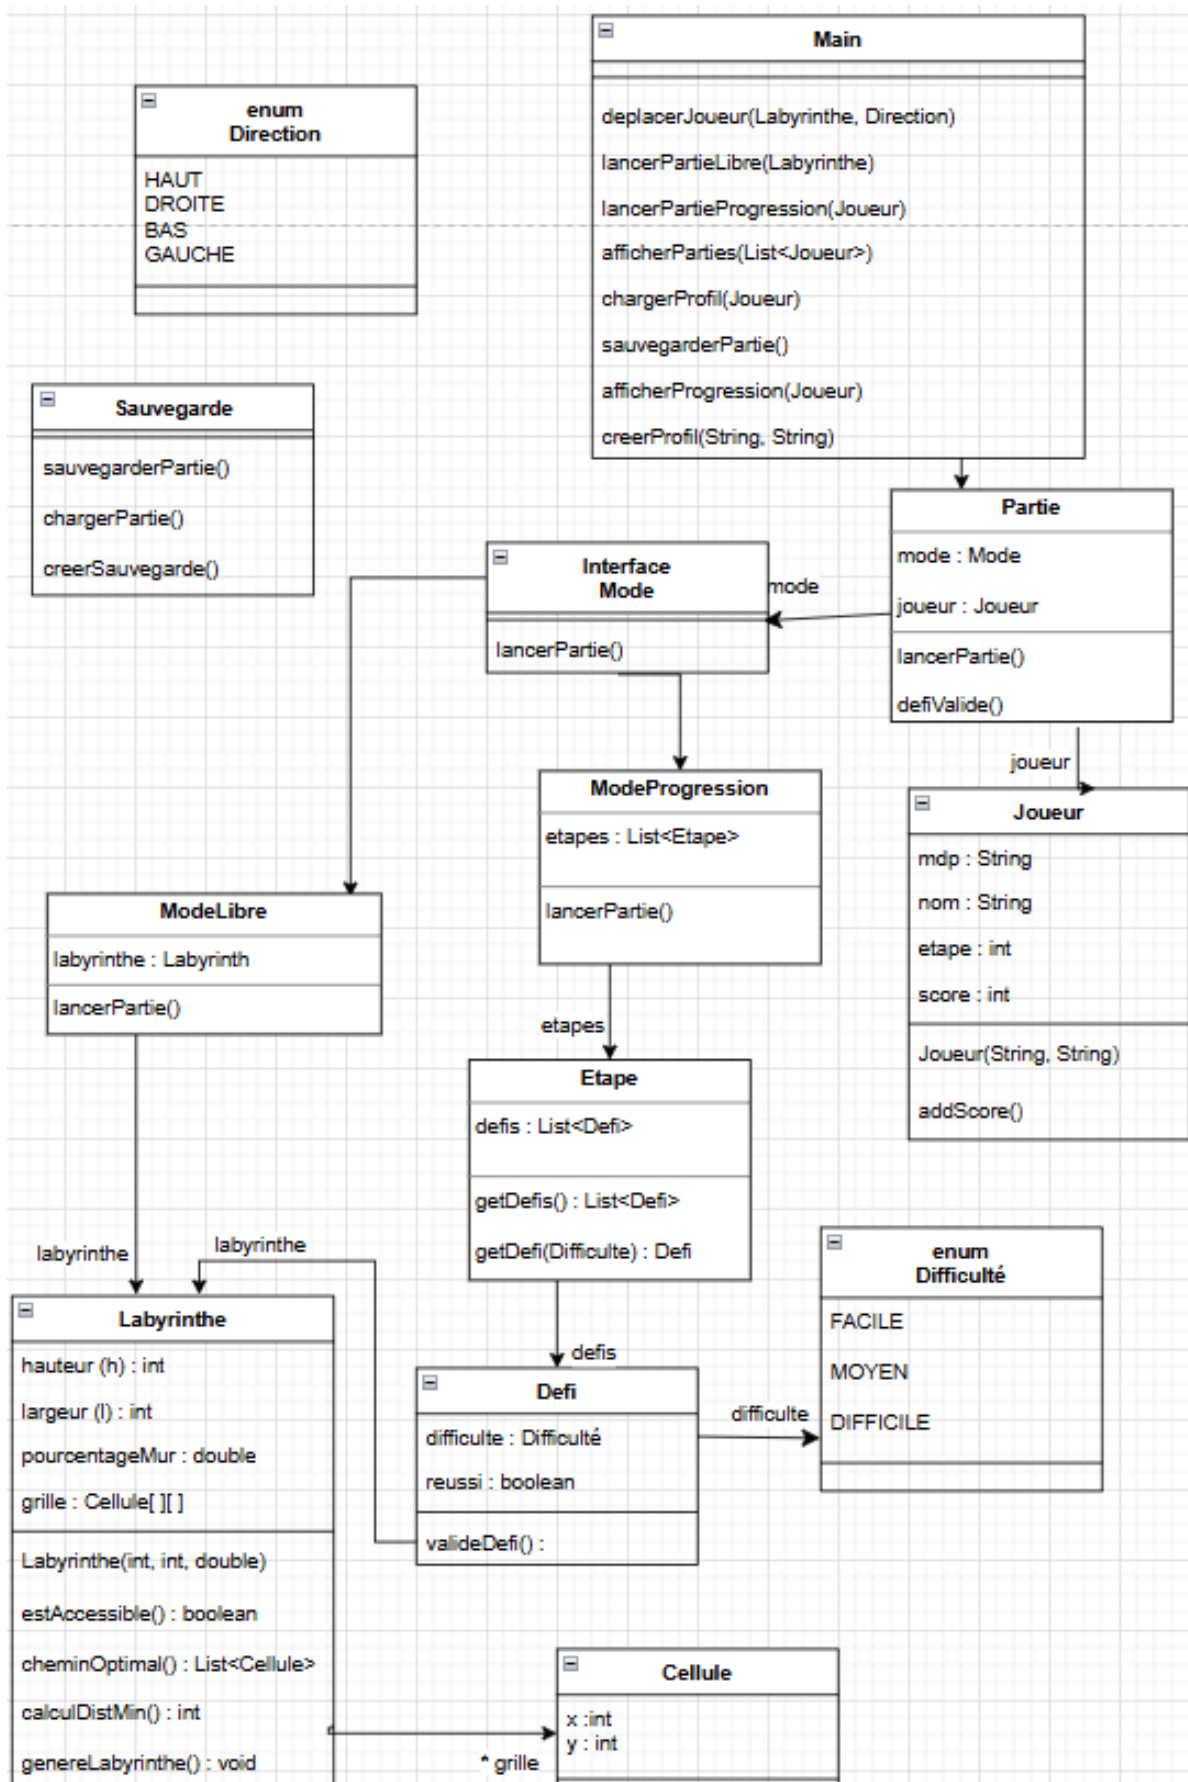 Main
deplacerJoueur(Labyrinthe, Direction)
lancerPartieLibre(Labyrinthe)
lancerPartieProgression(Joueur)
afficherParties(List<Joueur>)
chargerProfil(Joueur)
sauvegarderPartie()
afficherProgression(Joueur)
creerProfil(String, String)
enum
Direction
HAUT
DROITE
BAS
GAUCHE
Sauvegarde
sauvegarderPartie()
chargerPartie()
creerSauvegarde()
Partie
mode : Mode
joueur : Joueur
lancerPartie()
defiValide()
mode
Interface
Mode
lancerPartie()
joueur
Joueur
mdp : String
nom : String
etape : int
score : int
Joueur(String, String)
addScore()
ModeProgression
etapes : List<Etape>
lancerPartie()
ModeLibre
labyrinthe : Labyrinth
lancerPartie()
etapes
Etape
defis : List<Defi>
getDefis() : List<Defi>
getDefi(Difficulte) : Defi
labyrinthe
labyrinthe
enum
Difficulté
FACILE
MOYEN
DIFFICILE
defis
Defi
difficulte : Difficulté
reussi : boolean
valideDefi() :
difficulte
Labyrinthe
hauteur (h) : int
largeur (l) : int
pourcentageMur : double
grille : Cellule[ ][ ]
Labyrinthe(int, int, double)
estAccessible() : boolean
cheminOptimal() : List<Cellule>
calculDistMin() : int
genereLabyrinthe() : void
* grille
Cellule
x :int
y : int